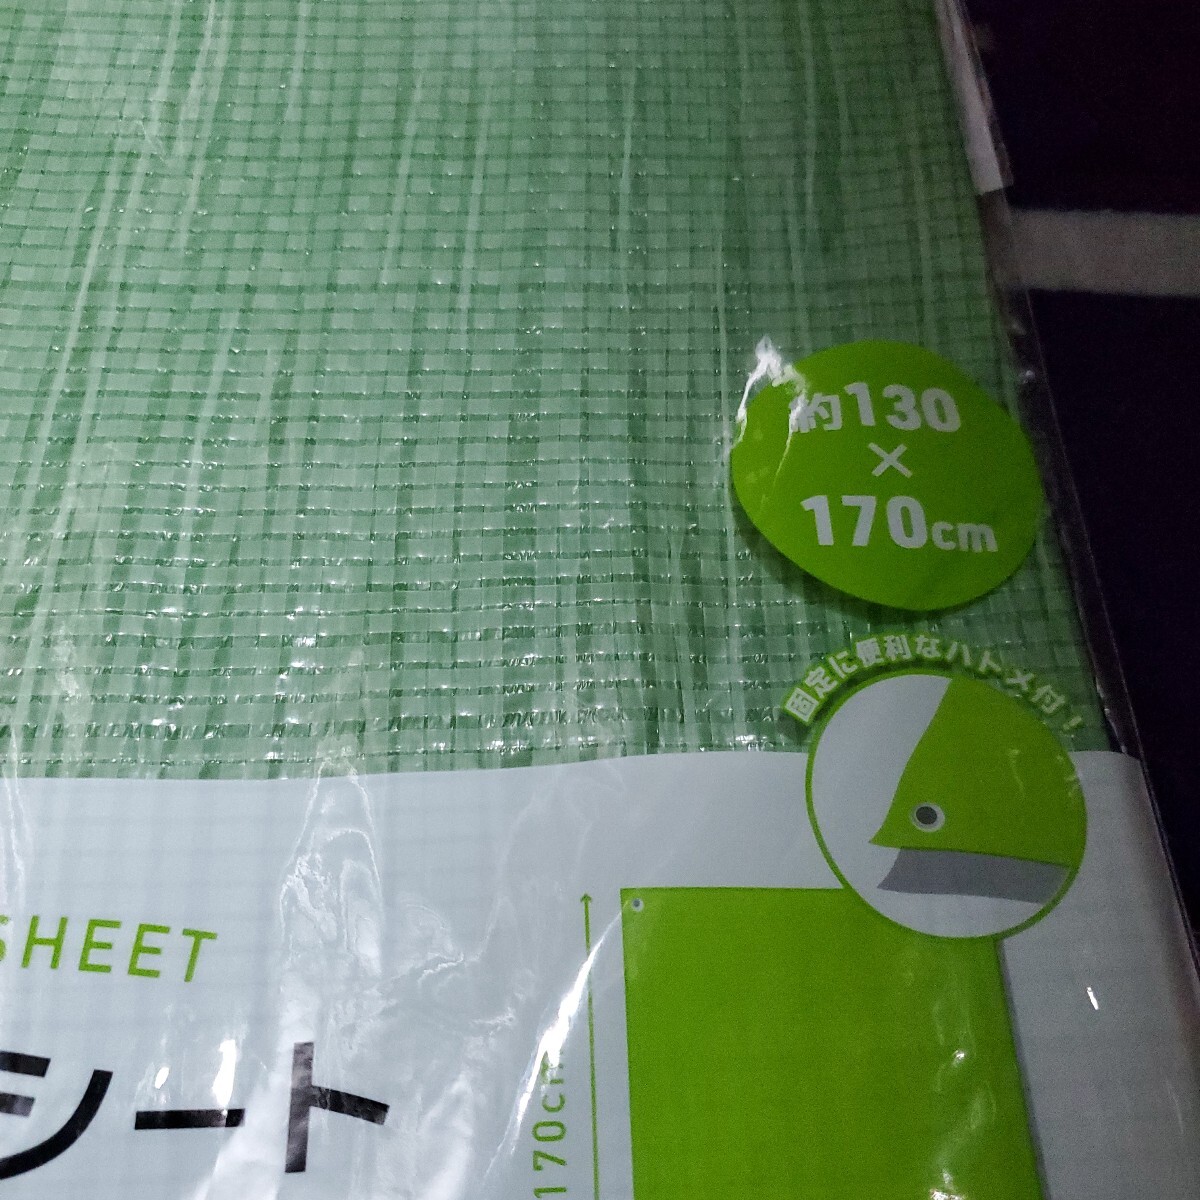 約130
×
170cm
固定に便利なハトメ付！
SHEET
シート
170cm